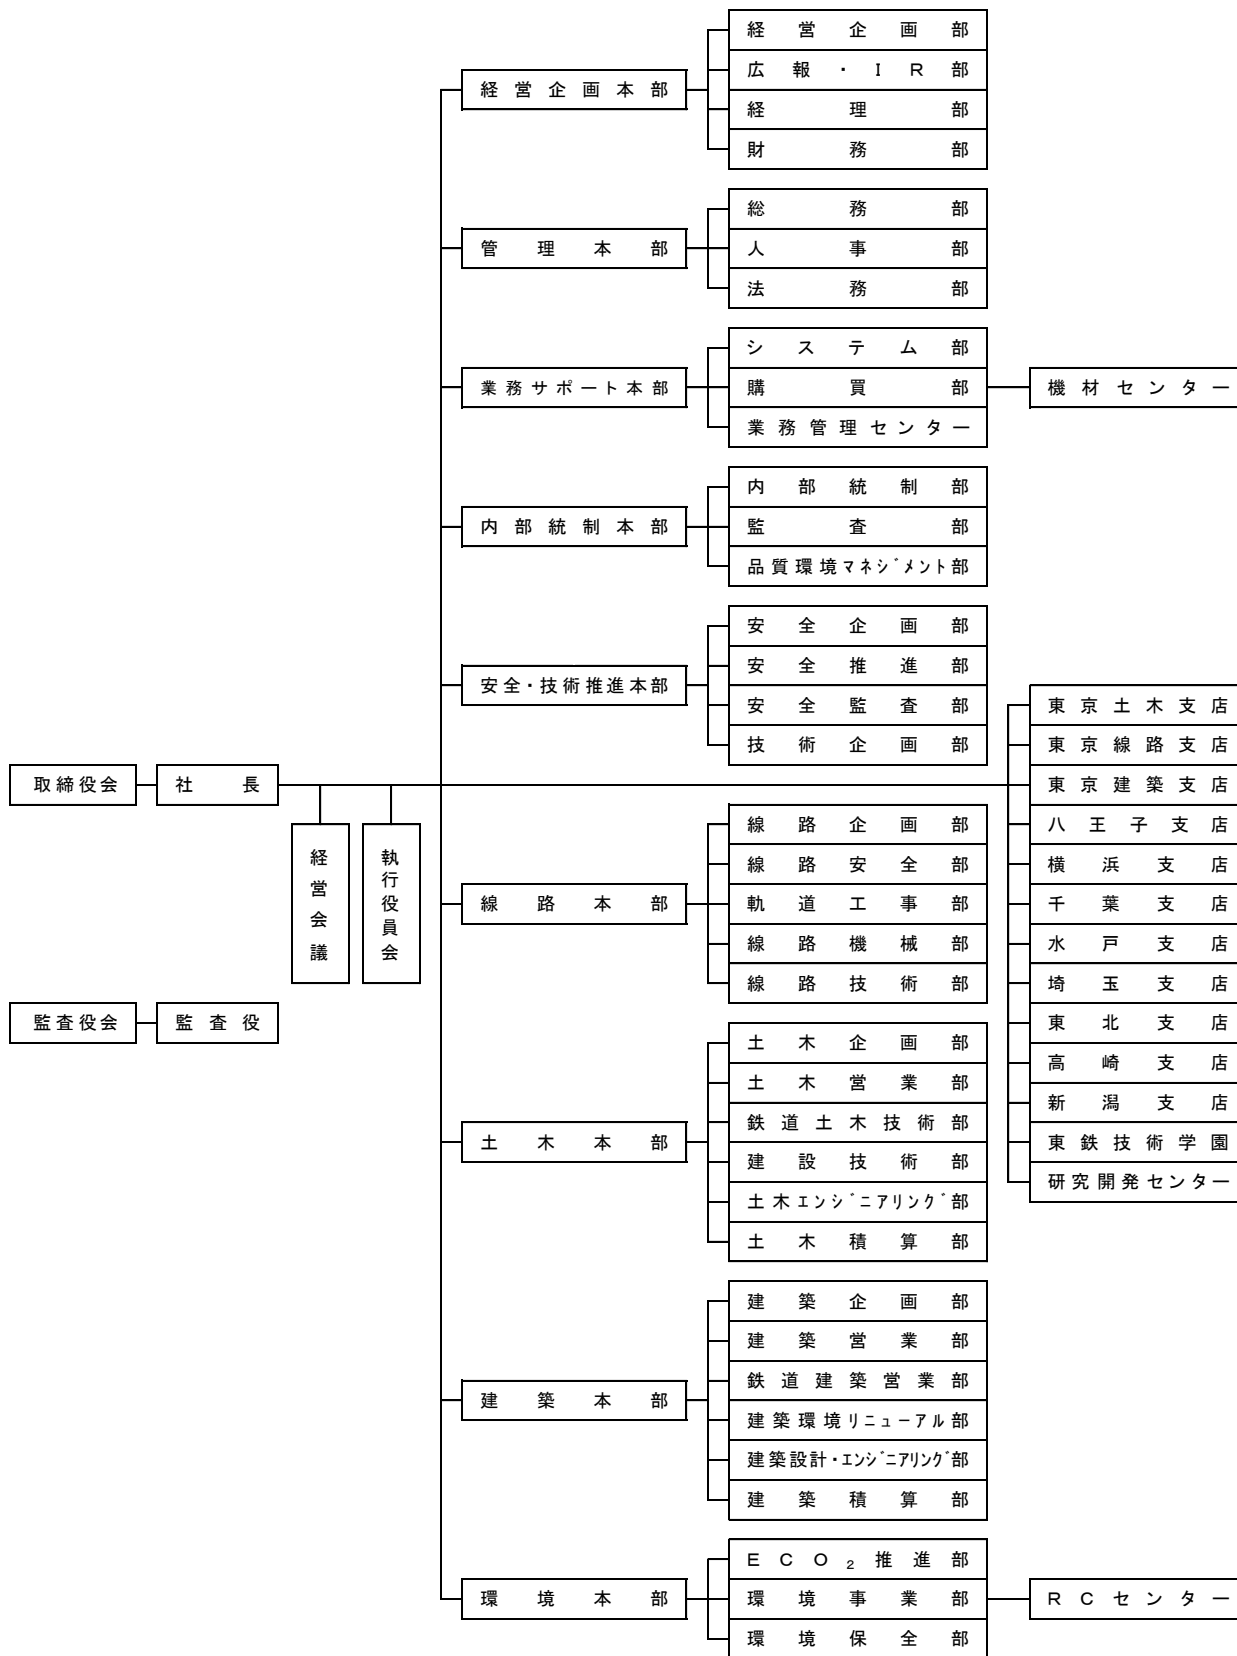 取締役会
社長
経営会議
執行役員会
監査役会
監査役
経営企画本部
経営企画部
広報・ＩＲ部
経理部
財務部
管理本部
総務部
人事部
法務部
業務サポート本部
システム部
購買部
業務管理センター
機材センター
内部統制本部
内部統制部
監査部
品質環境マネジメント部
安全・技術推進本部
安全企画部
安全推進部
安全監査部
技術企画部
線路本部
線路企画部
線路安全部
軌道工事部
線路機械部
線路技術部
土木本部
土木企画部
土木営業部
鉄道土木技術部
建設技術部
土木エンジニアリング部
土木積算部
建築本部
建築企画部
建築営業部
鉄道建築営業部
建築環境リニューアル部
建築設計・エンジニアリング部
建築積算部
環境本部
ＥＣＯ₂推進部
環境事業部
環境保全部
ＲＣセンター
東京土木支店
東京線路支店
東京建築支店
八王子支店
横浜支店
千葉支店
水戸支店
埼玉支店
東北支店
高崎支店
新潟支店
東鉄技術学園
研究開発センター